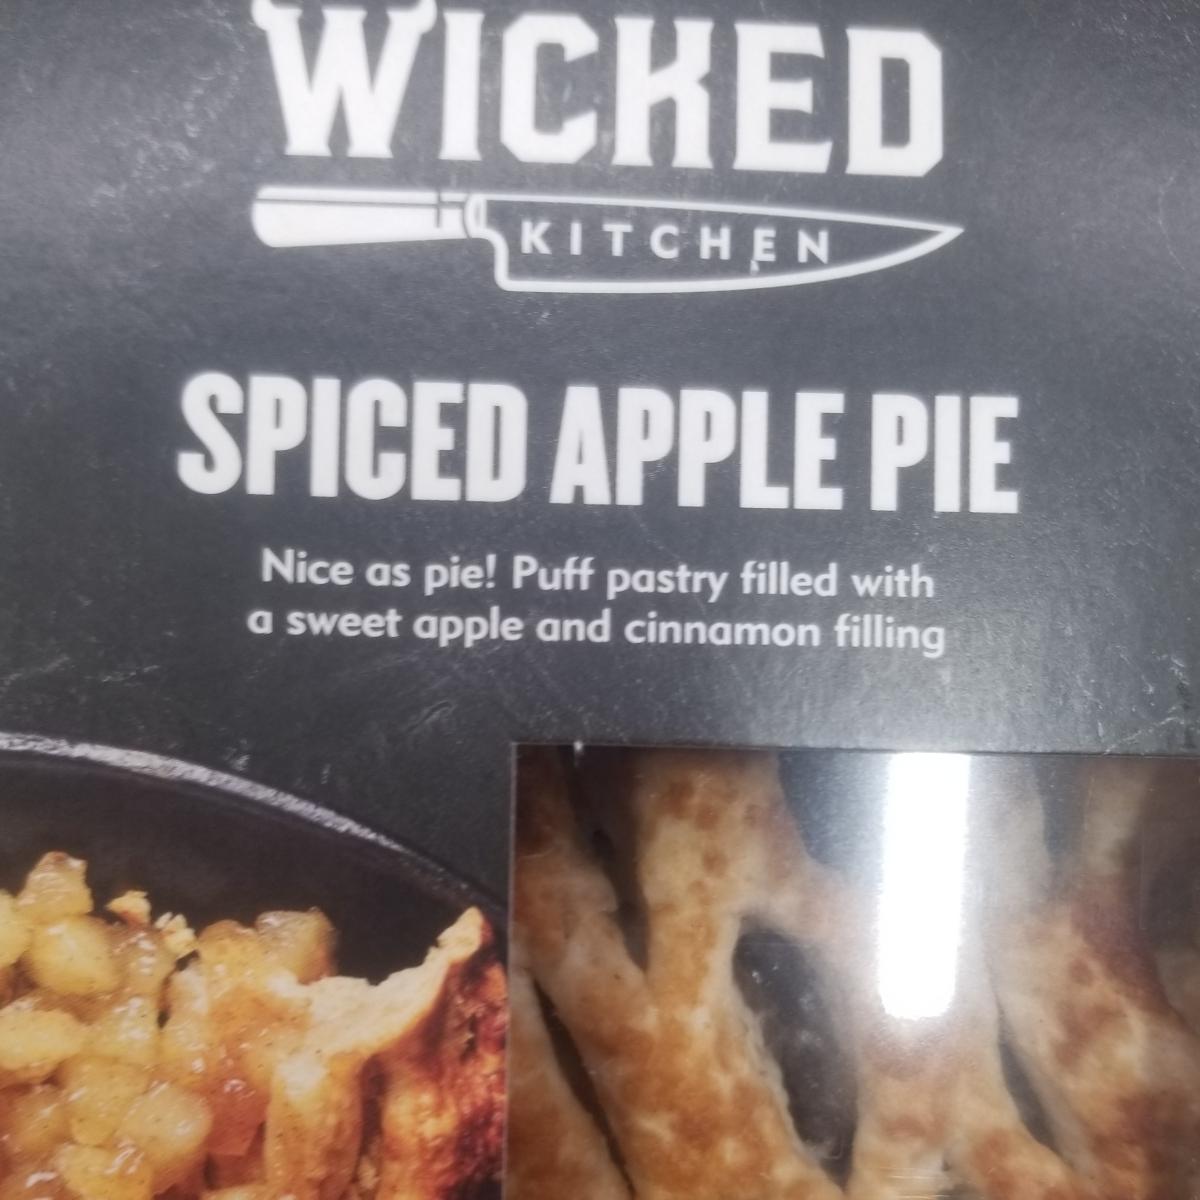 WICKED
KITCHEN
SPICED APPLE PIE
Nice as pie! Puff pastry filled with
a sweet apple and cinnamon filling